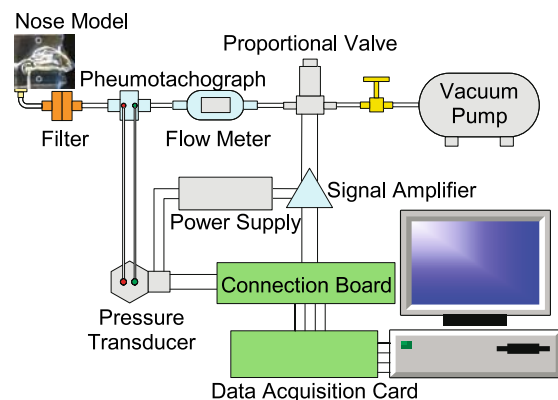 Nose Model
Proportional Valve
Pheumotachograph
Vacuum
Pump
Filter
Flow Meter
Signal Amplifier
Power Supply
Connection Board
Pressure
Transducer
Data Acquisition Card